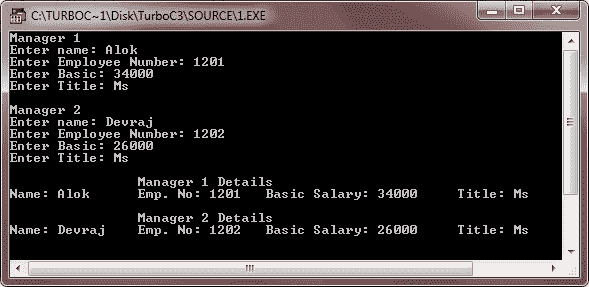 C:\TURBOC~1\Disk\TurboC3\SOURCE\1.EXE
Manager 1
Enter name: Alok
Enter Employee Number: 1201
Enter Basic: 34000
Enter Title: Ms
Manager 2
Enter name: Devraj
Enter Employee Number: 1202
Enter Basic: 26000
Enter Title: Ms
Manager 1 Details
Name: Alok Emp. No: 1201 Basic Salary: 34000 Title: Ms
Manager 2 Details
Name: Devraj Emp. No: 1202 Basic Salary: 26000 Title: Ms